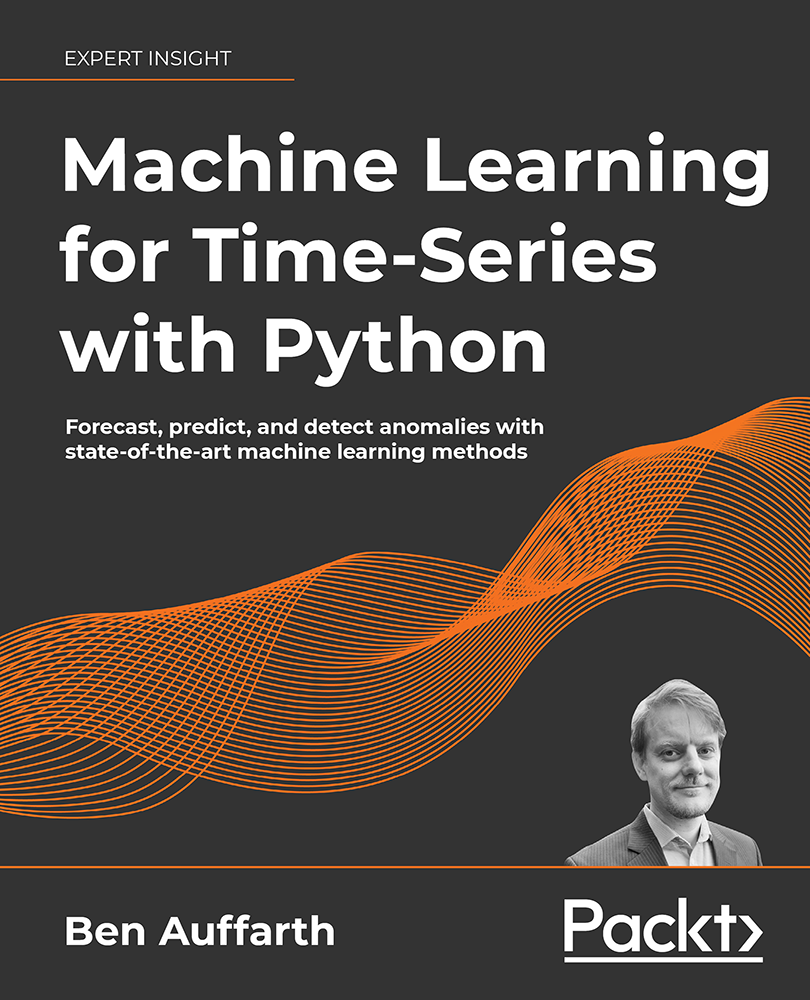 EXPERT INSIGHT
Machine Learning
for Time-Series
with Python
Forecast, predict, and detect anomalies with
state-of-the-art machine learning methods
Ben Auffarth
Packt>